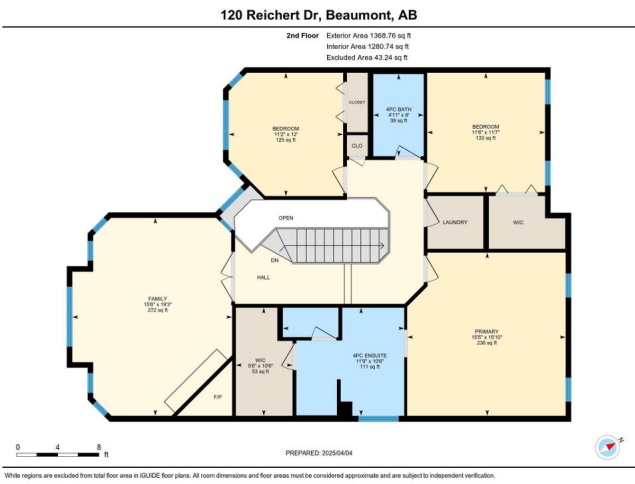 120 Reichert Dr, Beaumont, AB
2nd Floor Exterior Area 1368.76 sq ft
Interior Area 1280.74 sq ft
Excluded Area 43.24 sq ft
BEDROOM
11'2" x 12'
125 sq ft
CLOSET
4PC BATH
4'11" x 8'
39 sq ft
BEDROOM
11'6" x 11'7"
133 sq ft
CLO
OPEN
LAUNDRY
WIC
DN
HALL
FAMILY
15'6" x 19'3"
272 sq ft
PRIMARY
15'5" x 15'10"
236 sq ft
WIC
5'6" x 10'6"
53 sq ft
4PC ENSUITE
11'2" x 10'6"
111 sq ft
F/P
0 4 8
ft
PREPARED: 2025/04/04
N
White regions are excluded from total floor area in iGUIDE floor plans. All room dimensions and floor areas must be considered approximate and are subject to independent verification.